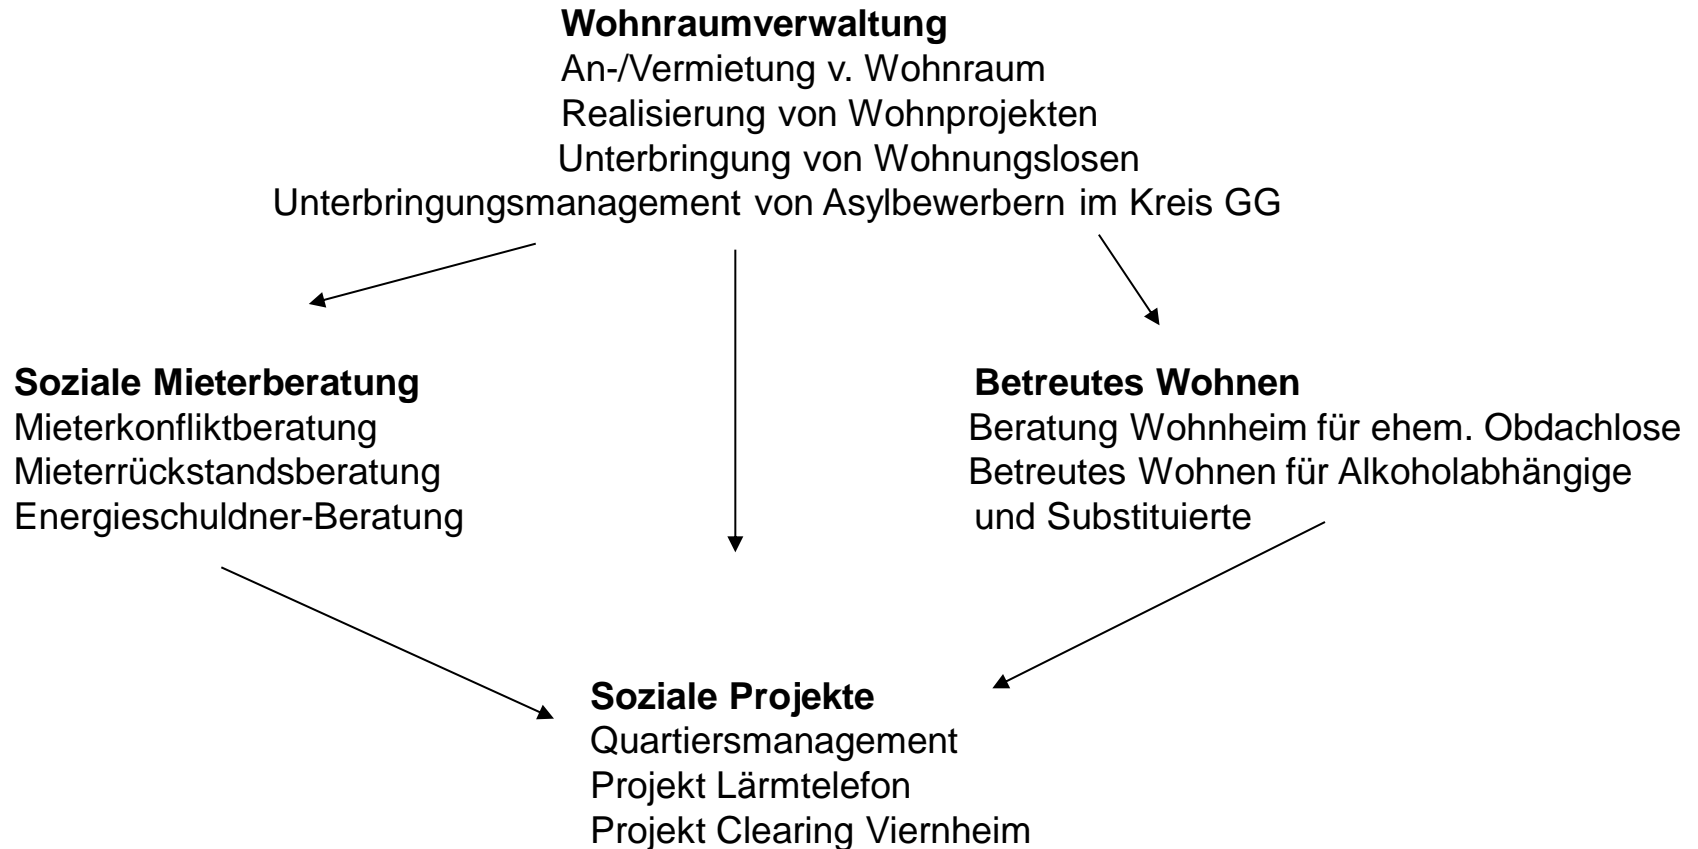 Wohnraumverwaltung
An-/Vermietung v. Wohnraum
Realisierung von Wohnprojekten
Unterbringung von Wohnungslosen
Unterbringungsmanagement von Asylbewerbern im Kreis GG
Soziale Mieterberatung
Mieterkonfliktberatung
Mieterrückstandsberatung
Energieschuldner-Beratung
Betreutes Wohnen
Beratung Wohnheim für ehem. Obdachlose
Betreutes Wohnen für Alkoholabhängige
und Substituierte
Soziale Projekte
Quartiersmanagement
Projekt Lärmtelefon
Projekt Clearing Viernheim